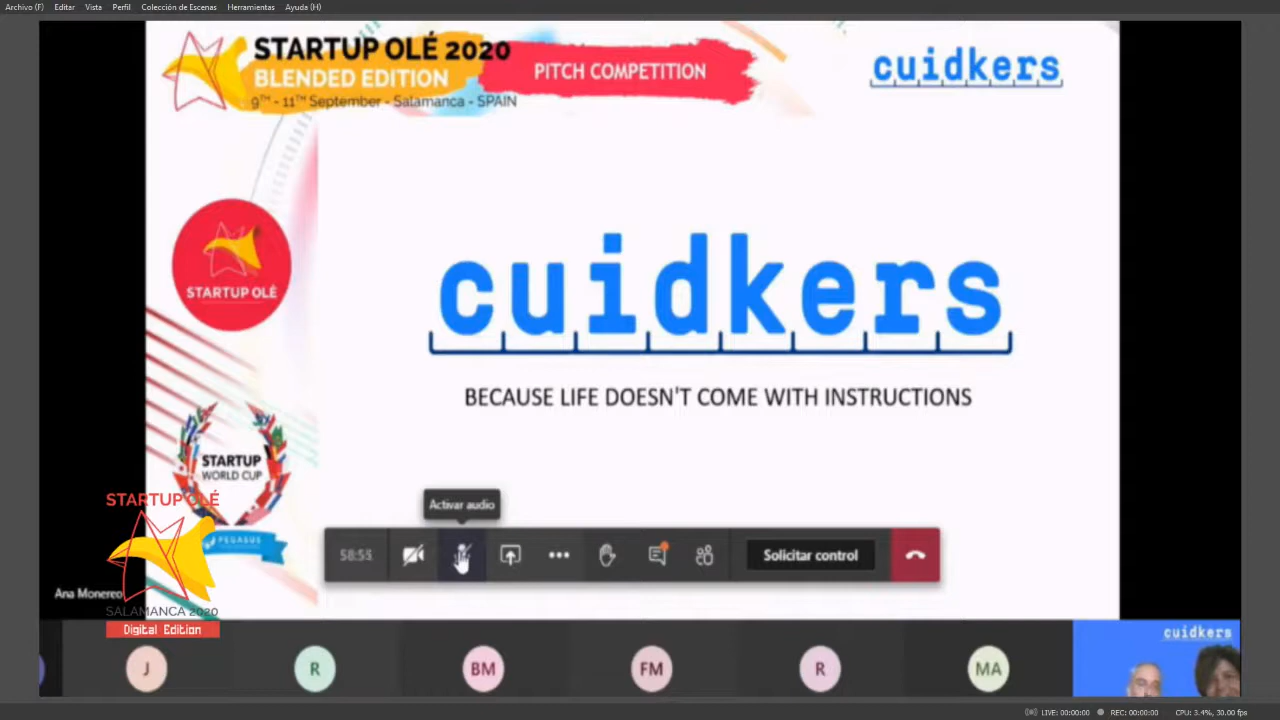 Archivo (F) Editar Vista Perfil Colección de Escenas Herramientas Ayuda (H)
STARTUP OLÉ 2020
BLENDED EDITION
9TH - 11TH September - Salamanca - SPAIN
PITCH COMPETITION
cuidkers
STARTUP OLÉ
cuidkers
BECAUSE LIFE DOESN'T COME WITH INSTRUCTIONS
STARTUP
WORLD CUP
PEGASUS
Activar audio
58:55
Solicitar control
STARTUP OLÉ
SALAMANCA 2020
Digital Edition
Ana Monereo
J R BM FM R MA
cuidkers
LIVE: 00:00:00 REC: 00:00:00 CPU: 3.4%, 30.00 fps